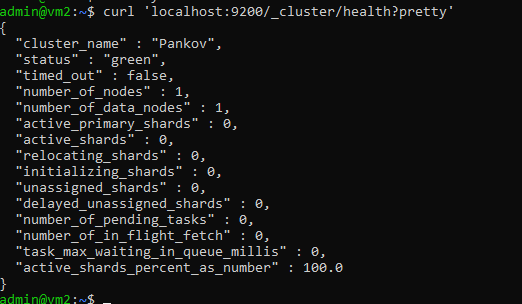 admin@vm2:~$ curl 'localhost:9200/_cluster/health?pretty'
{
  "cluster_name" : "Pankov",
  "status" : "green",
  "timed_out" : false,
  "number_of_nodes" : 1,
  "number_of_data_nodes" : 1,
  "active_primary_shards" : 0,
  "active_shards" : 0,
  "relocating_shards" : 0,
  "initializing_shards" : 0,
  "unassigned_shards" : 0,
  "delayed_unassigned_shards" : 0,
  "number_of_pending_tasks" : 0,
  "number_of_in_flight_fetch" : 0,
  "task_max_waiting_in_queue_millis" : 0,
  "active_shards_percent_as_number" : 100.0
}
admin@vm2:~$ _